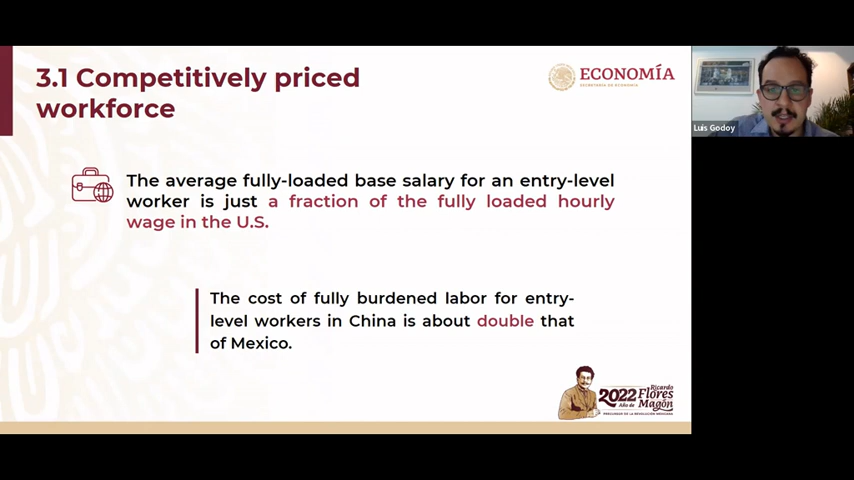 3.1 Competitively priced
workforce
ECONOMÍA
SECRETARÍA DE ECONOMÍA
Luis Godoy
The average fully-loaded base salary for an entry-level
worker is just a fraction of the fully loaded hourly
wage in the U.S.
The cost of fully burdened labor for entry-
level workers in China is about double that
of Mexico.
2022
Año de
Ricardo
Flores
Magón
PRECURSOR DE LA REVOLUCIÓN MEXICANA